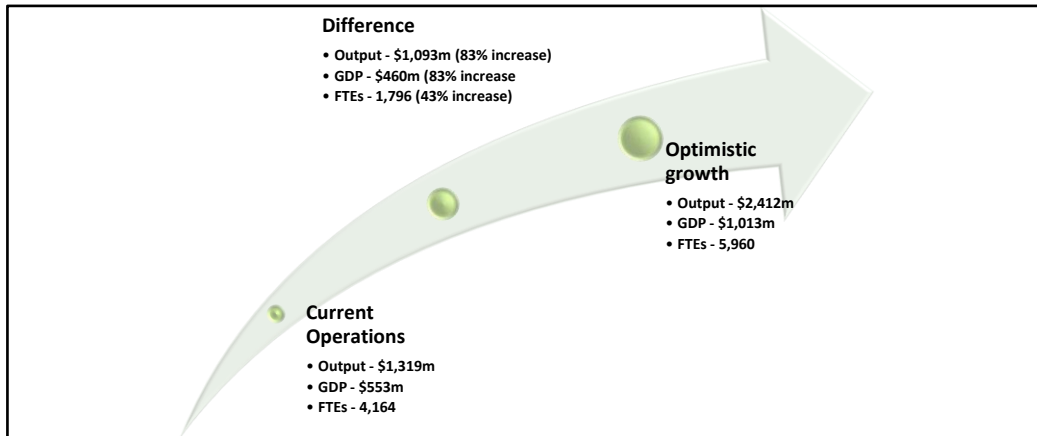 Difference
• Output - $1,093m (83% increase)
• GDP - $460m (83% increase
• FTEs - 1,796 (43% increase)
Optimistic
growth
• Output - $2,412m
• GDP - $1,013m
• FTEs - 5,960
Current
Operations
• Output - $1,319m
• GDP - $553m
• FTEs - 4,164